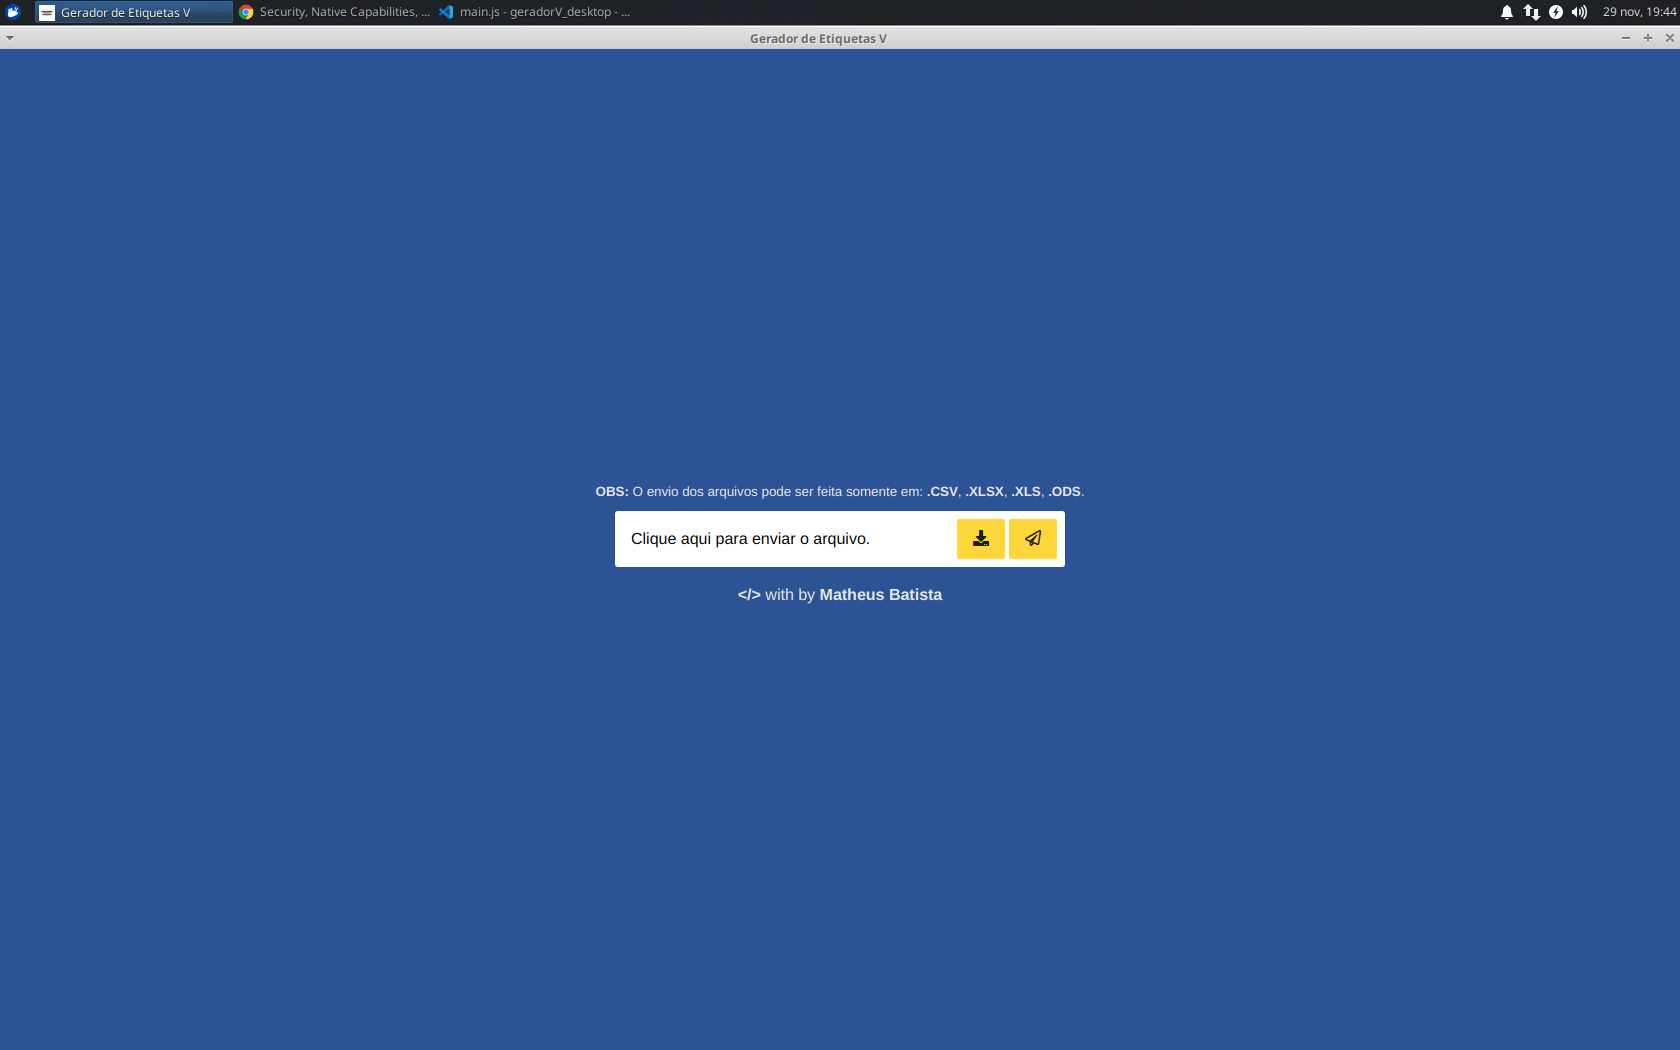 Gerador de Etiquetas V
Security, Native Capabilities, ...
main.js - geradorV_desktop - ...
29 nov, 19:44
Gerador de Etiquetas V
OBS: O envio dos arquivos pode ser feita somente em: .CSV, .XLSX, .XLS, .ODS.
Clique aqui para enviar o arquivo.
</> with by Matheus Batista